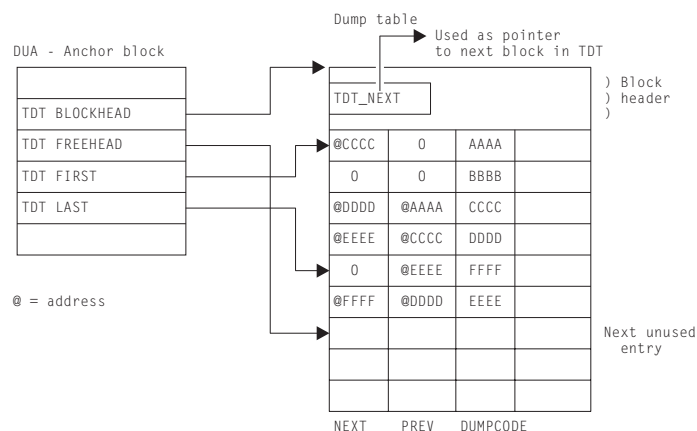 Dump table
Used as pointer
to next block in TDT
DUA - Anchor block
) Block
) header
)
TDT_NEXT
TDT BLOCKHEAD
TDT FREEHEAD
TDT FIRST
TDT LAST
@CCCC 0 AAAA
0 0 BBBB
@DDDD @AAAA CCCC
@EEEE @CCCC DDDD
0 @EEEE FFFF
@FFFF @DDDD EEEE
@ = address
Next unused
entry
NEXT PREV DUMPCODE